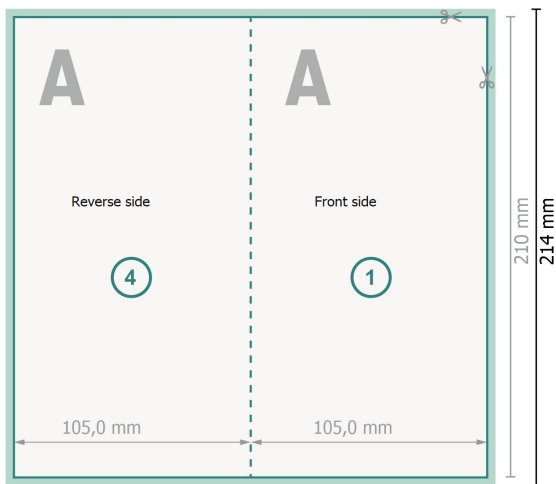 A
A
Reverse side
Front side
4
1
105,0 mm
105,0 mm
210 mm
214 mm